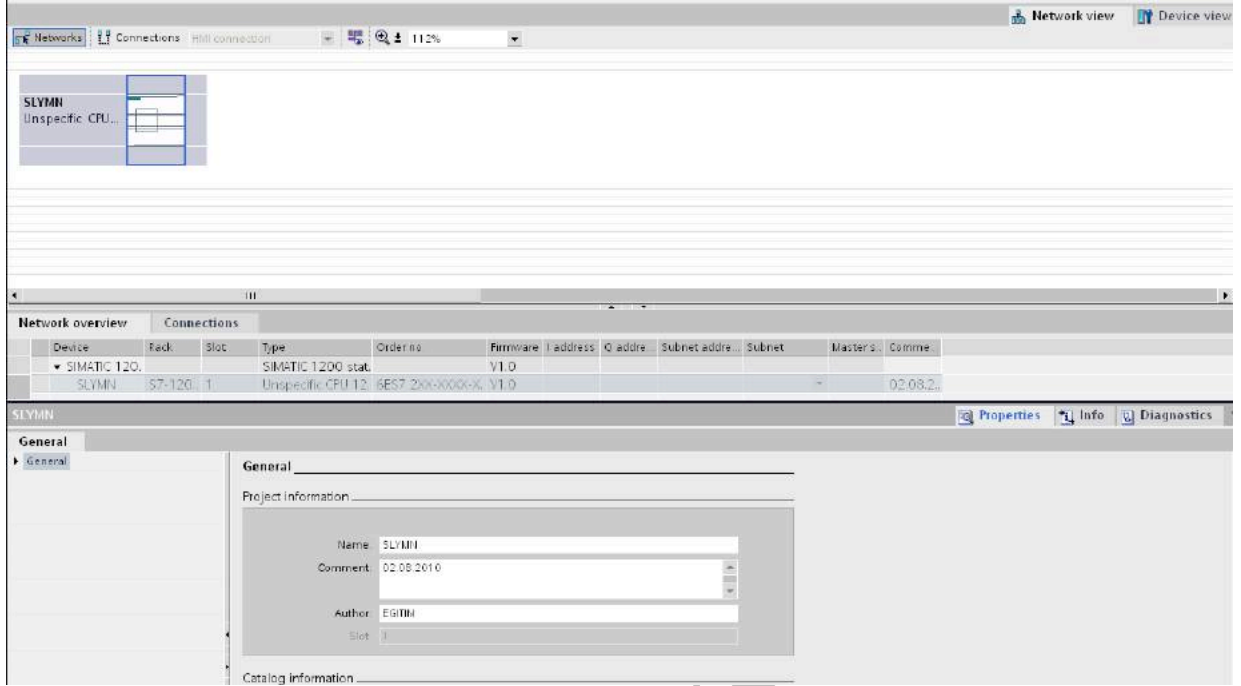 Network view Device view
Networks Connections HMI connection 112%
SLYMN
Unspecific CPU...
Network overview Connections
Device Rack Slot Type Order no Firmware I address Q addre... Subnet addre... Subnet Master s... Comme...
SIMATIC 120... SIMATIC 1200 stat... V1.0
SLYMN S7-120... 1 Unspecific CPU 12... 6ES7 2XX-XXXXX-X... V1.0 02.08.2...
SLYMN Properties Info Diagnostics
General
General
General
Project information
Name: SLYMN
Comment: 02.08.2010
Author: EGITIM
Slot: 1
Catalog information